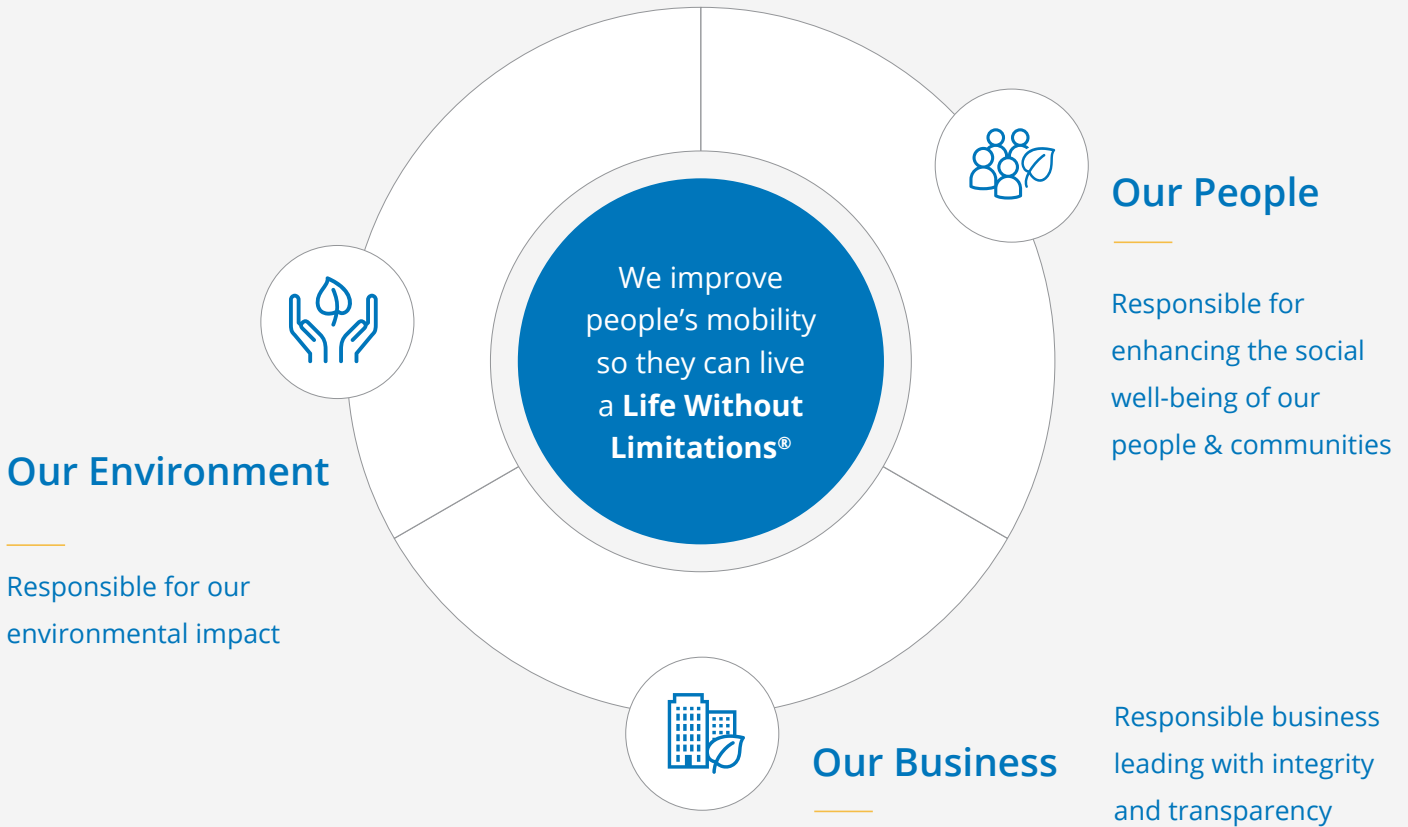 We improve
people’s mobility
so they can live
a Life Without
Limitations®
Our People
Responsible for
enhancing the social
well-being of our
people & communities
Our Environment
Responsible for our
environmental impact
Our Business
Responsible business
leading with integrity
and transparency